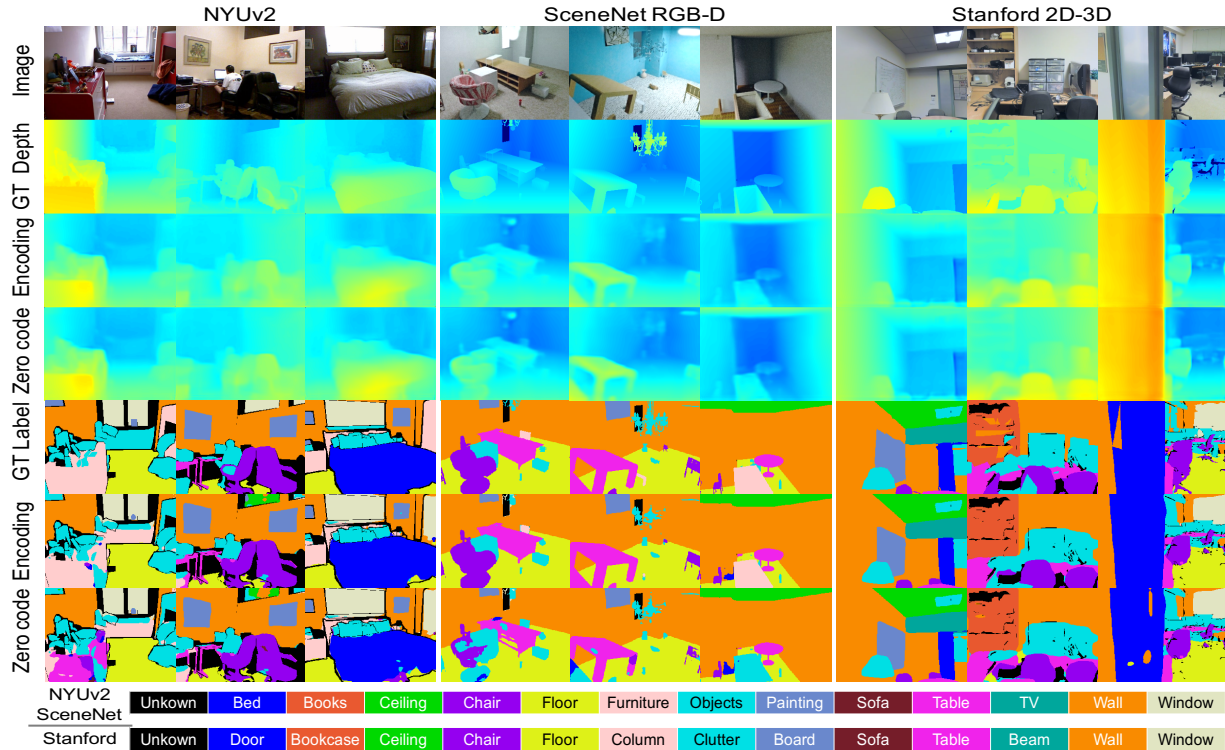 NYUv2 SceneNet RGB-D Stanford 2D-3D
Image
GT Depth
Encoding
Zero code
GT Label
Encoding
Zero code
NYUv2
SceneNet
Unkown Bed Books Ceiling Chair Floor Furniture Objects Painting Sofa Table TV Wall Window
Stanford
Unkown Door Bookcase Ceiling Chair Floor Column Clutter Board Sofa Table Beam Wall Window